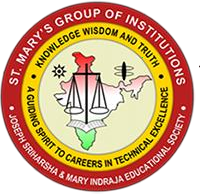 ST. MARY'S GROUP OF INSTITUTIONS
KNOWLEDGE WISDOM AND TRUTH
A GUIDING SPIRIT TO CAREERS IN TECHNICAL EXCELLENCE
JOSEPH SRIHARSHA & MARY INDRAJA EDUCATIONAL SOCIETY